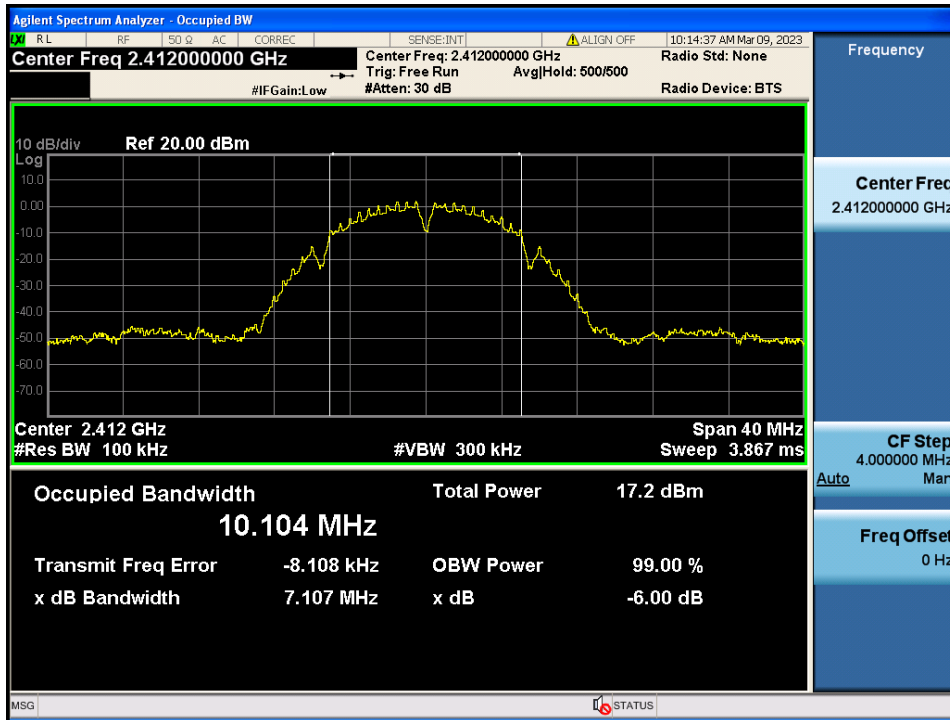 Agilent Spectrum Analyzer - Occupied BW
LXI RL RF 50 Ω AC CORREC SENSE:INT ALIGN OFF 10:14:37 AM Mar 09, 2023
Center Freq 2.412000000 GHz
Center Freq: 2.412000000 GHz
Radio Std: None
Trig: Free Run Avg|Hold: 500/500
#IFGain:Low
#Atten: 30 dB
Radio Device: BTS
10 dB/div Ref 20.00 dBm
Log
10.0
0.00
-10.0
-20.0
-30.0
-40.0
-50.0
-60.0
-70.0
Center 2.412 GHz Span 40 MHz
#Res BW 100 kHz #VBW 300 kHz Sweep 3.867 ms
Occupied Bandwidth Total Power 17.2 dBm
10.104 MHz
Transmit Freq Error -8.108 kHz OBW Power 99.00 %
x dB Bandwidth 7.107 MHz x dB -6.00 dB
MSG STATUS
Frequency
Center Freq
2.412000000 GHz
CF Step
4.000000 MHz
Auto Man
Freq Offset
0 Hz